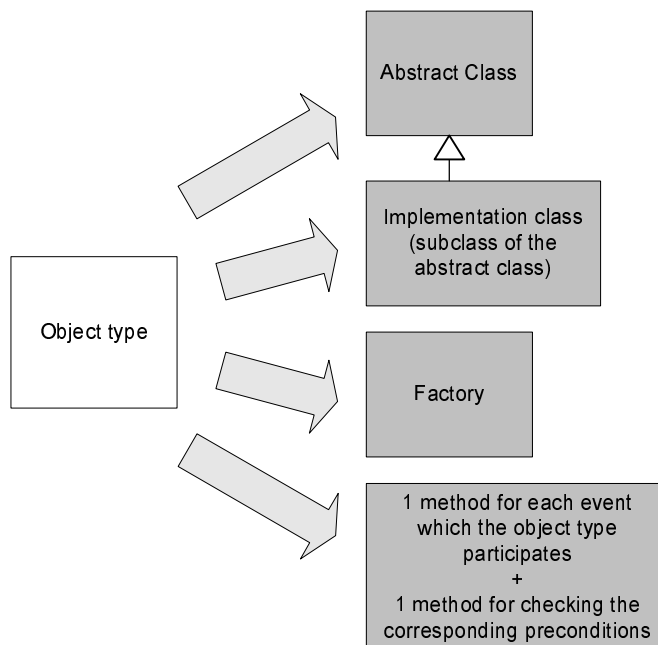 Abstract Class
Implementation class
(subclass of the
abstract class)
Object type
Factory
1 method for each event
which the object type
participates
+
1 method for checking the
corresponding preconditions